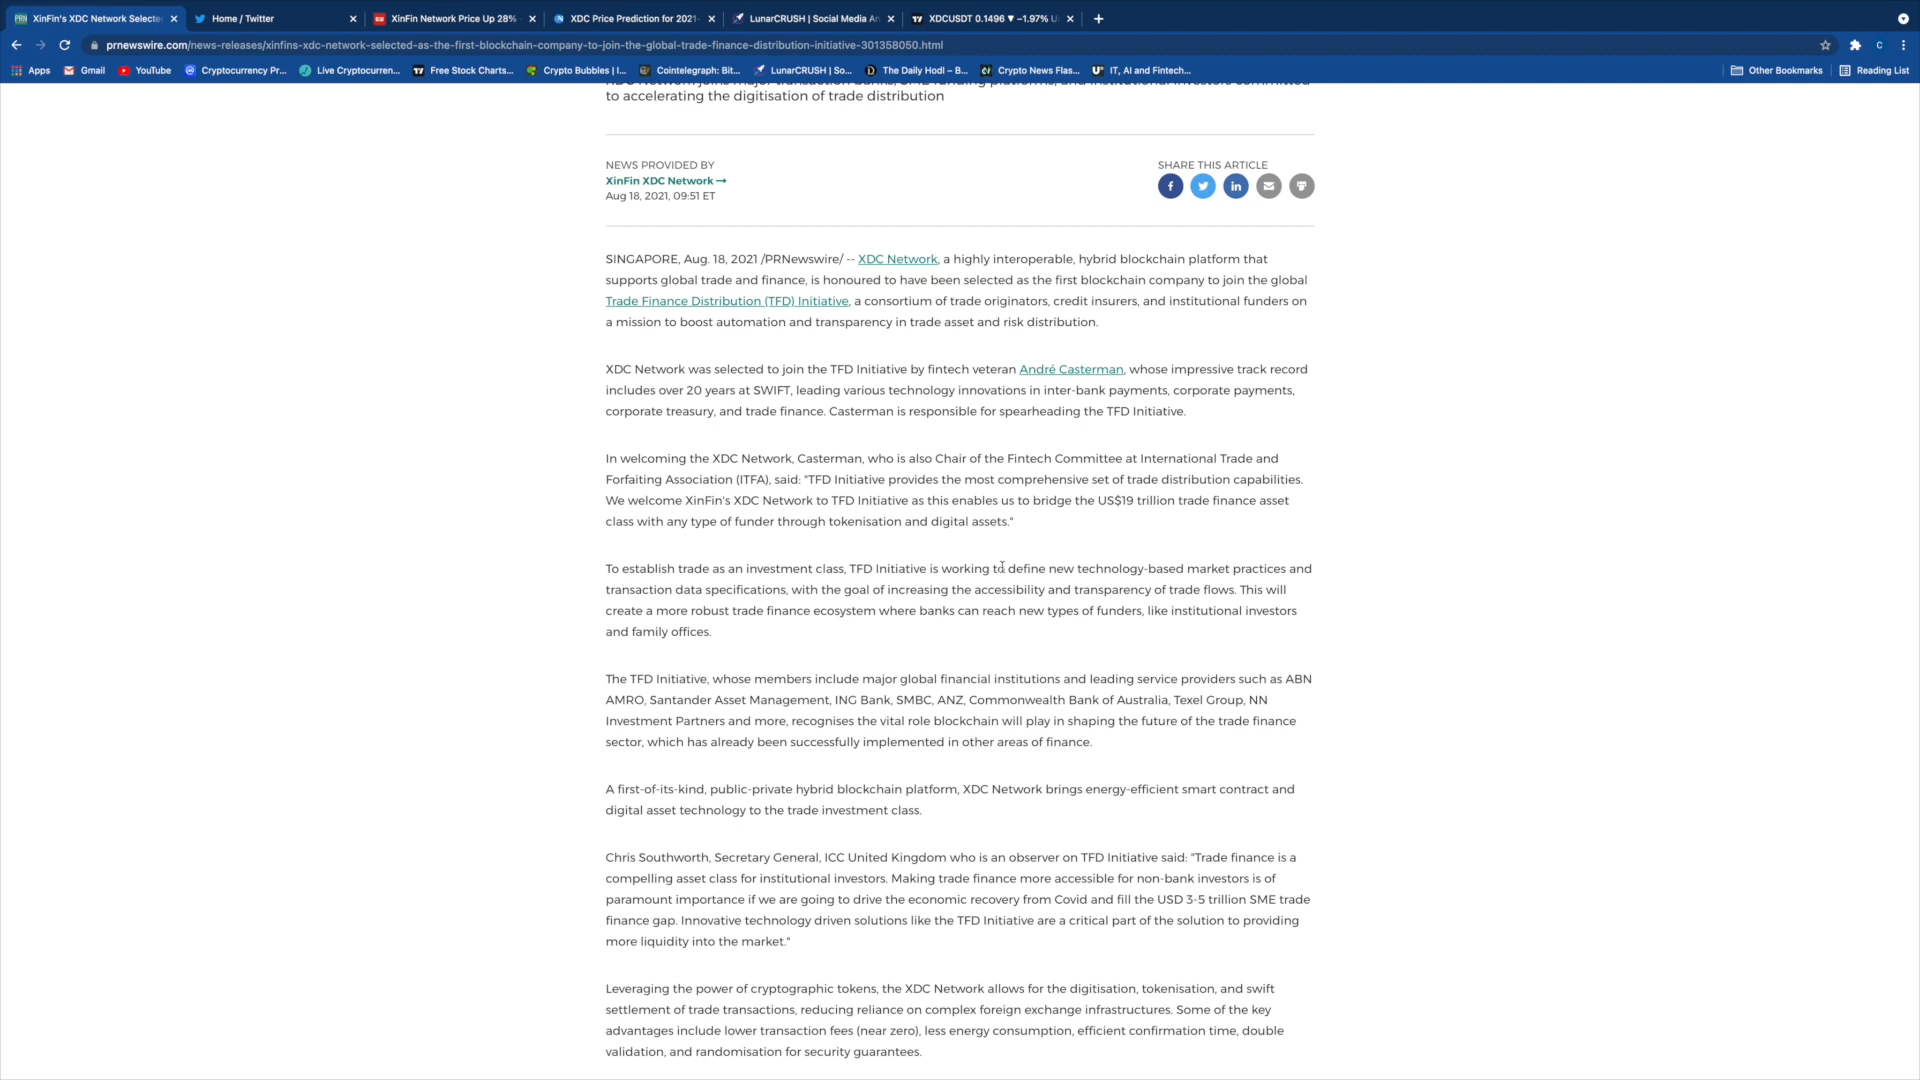 XinFin's XDC Network Selecte
Home / Twitter
XinFin Network Price Up 28%
XDC Price Prediction for 2021-
LunarCRUSH | Social Media An
XDCUSDT 0.1496 ▼ −1.97% U
prnewswire.com/news-releases/xinfins-xdc-network-selected-as-the-first-blockchain-company-to-join-the-global-trade-finance-distribution-initiative-301358050.html
Apps
Gmail
YouTube
Cryptocurrency Pr...
Live Cryptocurren...
Free Stock Charts...
Crypto Bubbles | I...
Cointelegraph: Bit...
LunarCRUSH | So...
The Daily Hodl – B...
Crypto News Flas...
IT, AI and Fintech...
Other Bookmarks
Reading List
to accelerating the digitisation of trade distribution
NEWS PROVIDED BY
XinFin XDC Network
Aug 18, 2021, 09:51 ET
SHARE THIS ARTICLE
SINGAPORE, Aug. 18, 2021 /PRNewswire/ -- XDC Network, a highly interoperable, hybrid blockchain platform that
supports global trade and finance, is honoured to have been selected as the first blockchain company to join the global
Trade Finance Distribution (TFD) Initiative, a consortium of trade originators, credit insurers, and institutional funders on
a mission to boost automation and transparency in trade asset and risk distribution.
XDC Network was selected to join the TFD Initiative by fintech veteran André Casterman, whose impressive track record
includes over 20 years at SWIFT, leading various technology innovations in inter-bank payments, corporate payments,
corporate treasury, and trade finance. Casterman is responsible for spearheading the TFD Initiative.
In welcoming the XDC Network, Casterman, who is also Chair of the Fintech Committee at International Trade and
Forfaiting Association (ITFA), said: "TFD Initiative provides the most comprehensive set of trade distribution capabilities.
We welcome XinFin's XDC Network to TFD Initiative as this enables us to bridge the US$19 trillion trade finance asset
class with any type of funder through tokenisation and digital assets."
To establish trade as an investment class, TFD Initiative is working to define new technology-based market practices and
transaction data specifications, with the goal of increasing the accessibility and transparency of trade flows. This will
create a more robust trade finance ecosystem where banks can reach new types of funders, like institutional investors
and family offices.
The TFD Initiative, whose members include major global financial institutions and leading service providers such as ABN
AMRO, Santander Asset Management, ING Bank, SMBC, ANZ, Commonwealth Bank of Australia, Texel Group, NN
Investment Partners and more, recognises the vital role blockchain will play in shaping the future of the trade finance
sector, which has already been successfully implemented in other areas of finance.
A first-of-its-kind, public-private hybrid blockchain platform, XDC Network brings energy-efficient smart contract and
digital asset technology to the trade investment class.
Chris Southworth, Secretary General, ICC United Kingdom who is an observer on TFD Initiative said: "Trade finance is a
compelling asset class for institutional investors. Making trade finance more accessible for non-bank investors is of
paramount importance if we are going to drive the economic recovery from Covid and fill the USD 3-5 trillion SME trade
finance gap. Innovative technology driven solutions like the TFD Initiative are a critical part of the solution to providing
more liquidity into the market."
Leveraging the power of cryptographic tokens, the XDC Network allows for the digitisation, tokenisation, and swift
settlement of trade transactions, reducing reliance on complex foreign exchange infrastructures. Some of the key
advantages include lower transaction fees (near zero), less energy consumption, efficient confirmation time, double
validation, and randomisation for security guarantees.